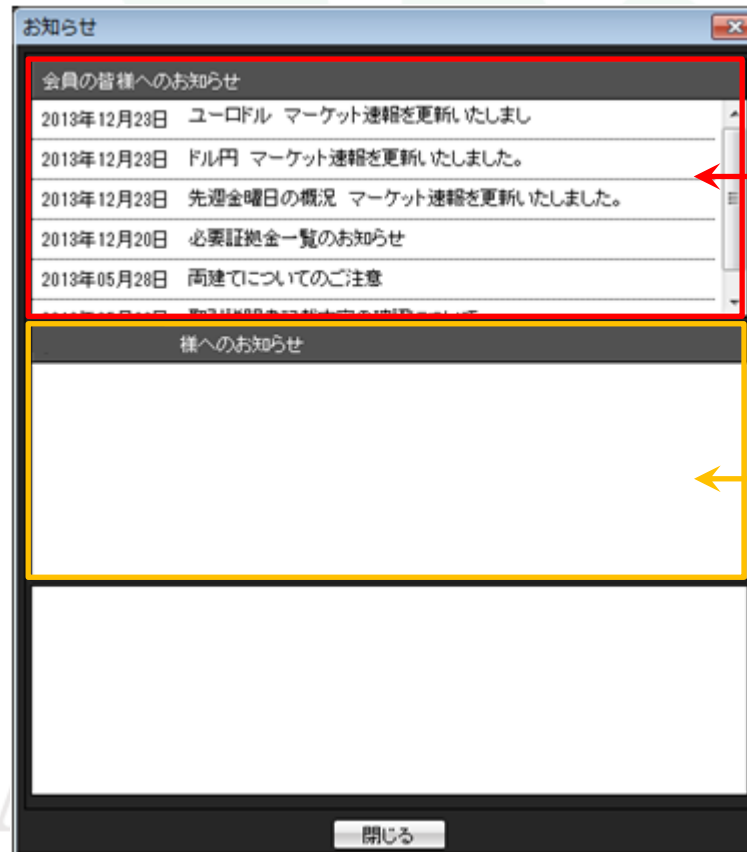 お知らせ
会員の皆様へのお知らせ
2013年12月23日 ユーロドル マーケット速報を更新いたしまし
2013年12月23日 ドル円 マーケット速報を更新いたしました。
2013年12月23日 先週金曜日の概況 マーケット速報を更新いたしました。
2013年12月20日 必要証拠金一覧のお知らせ
2013年05月28日 両建てについてのご注意
様へのお知らせ
閉じる